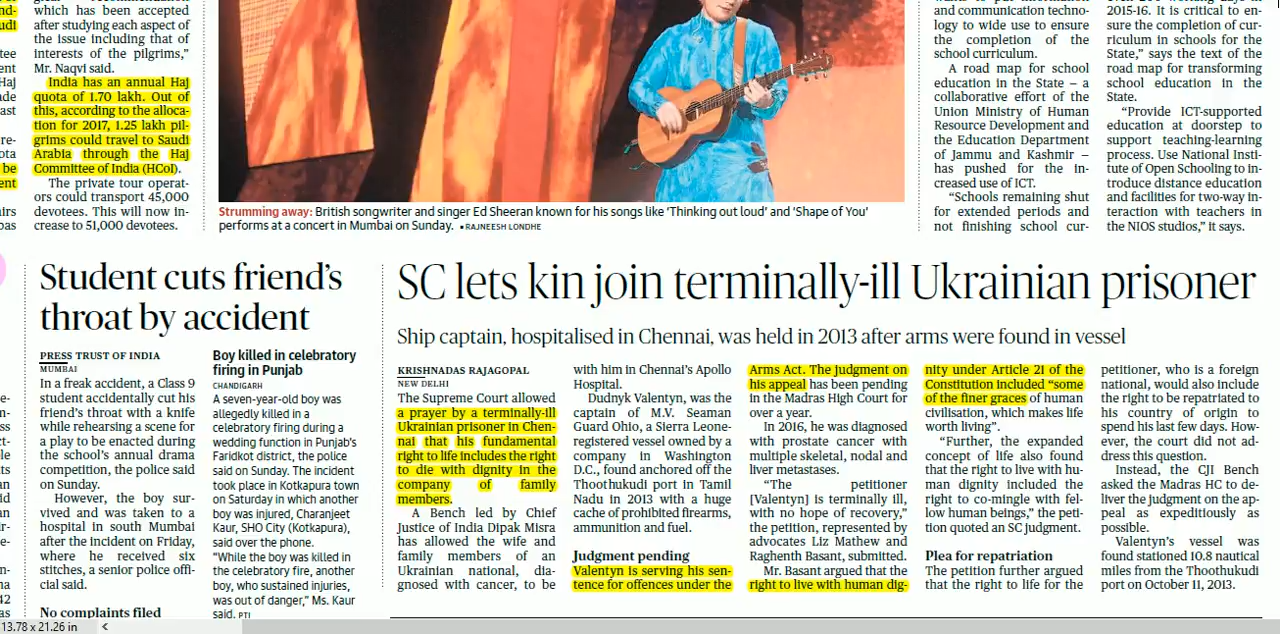 which has been accepted
after studying each aspect of
the issue including that of
interests of the pilgrims,”
Mr. Naqvi said.
India has an annual Haj
quota of 1.70 lakh. Out of
this, according to the alloca-
tion for 2017, 1.25 lakh pil-
grims could travel to Saudi
Arabia through the Haj
Committee of India (HCoI).
The private tour operat-
ors could transport 45,000
devotees. This will now in-
crease to 51,000 devotees.
Strumming away: British songwriter and singer Ed Sheeran known for his songs like 'Thinking out loud' and 'Shape of You'
performs at a concert in Mumbai on Sunday. • RAJNEESH LONDHE
and communication techno-
logy to wide use to ensure
the completion of the
school curriculum.
A road map for school
education in the State – a
collaborative effort of the
Union Ministry of Human
Resource Development and
the Education Department
of Jammu and Kashmir –
has pushed for the in-
creased use of ICT.
“Schools remaining shut
for extended periods and
not finishing school cur-
2015-16. It is critical to en-
sure the completion of cur-
riculum in schools for the
State,” says the text of the
road map for transforming
school education in the
State.
“Provide ICT-supported
education at doorstep to
support teaching-learning
process. Use National Insti-
tute of Open Schooling to in-
troduce distance education
and facilities for two-way in-
teraction with teachers in
the NIOS studios,” it says.
Student cuts friend’s
throat by accident
PRESS TRUST OF INDIA
MUMBAI
In a freak accident, a Class 9
student accidentally cut his
friend’s throat with a knife
while rehearsing a scene for
a play to be enacted during
the school’s annual drama
competition, the police said
on Sunday.
However, the boy sur-
vived and was taken to a
hospital in south Mumbai
after the incident on Friday,
where he received six
stitches, a senior police offi-
cial said.
No complaints filed
Boy killed in celebratory
firing in Punjab
CHANDIGARH
A seven-year-old boy was
allegedly killed in a
celebratory firing during a
wedding function in Punjab’s
Faridkot district, the police
said on Sunday. The incident
took place in Kotkapura town
on Saturday in which another
boy was injured, Charanjeet
Kaur, SHO City (Kotkapura),
said over the phone.
“While the boy was killed in
the celebratory fire, another
boy, who sustained injuries,
was out of danger,” Ms. Kaur
said. PTI
SC lets kin join terminally-ill Ukrainian prisoner
Ship captain, hospitalised in Chennai, was held in 2013 after arms were found in vessel
KRISHNADAS RAJAGOPAL
NEW DELHI
The Supreme Court allowed
a prayer by a terminally-ill
Ukrainian prisoner in Chen-
nai that his fundamental
right to life includes the right
to die with dignity in the
company of family
members.
A Bench led by Chief
Justice of India Dipak Misra
has allowed the wife and
family members of an
Ukrainian national, dia-
gnosed with cancer, to be
with him in Chennai’s Apollo
Hospital.
Dudnyk Valentyn, was the
captain of M.V. Seaman
Guard Ohio, a Sierra Leone-
registered vessel owned by a
company in Washington
D.C., found anchored off the
Thoothukudi port in Tamil
Nadu in 2013 with a huge
cache of prohibited firearms,
ammunition and fuel.
Judgment pending
Valentyn is serving his sen-
tence for offences under the
Arms Act. The judgment on
his appeal has been pending
in the Madras High Court for
over a year.
In 2016, he was diagnosed
with prostate cancer with
multiple skeletal, nodal and
liver metastases.
“The petitioner
[Valentyn] is terminally ill,
with no hope of recovery,”
the petition, represented by
advocates Liz Mathew and
Raghenth Basant, submitted.
Mr. Basant argued that the
right to live with human dig-
nity under Article 21 of the
Constitution included “some
of the finer graces of human
civilisation, which makes life
worth living”.
“Further, the expanded
concept of life also found
that the right to live with hu-
man dignity included the
right to co-mingle with fel-
low human beings,” the peti-
tion quoted an SC judgment.
Plea for repatriation
The petition further argued
that the right to life for the
petitioner, who is a foreign
national, would also include
the right to be repatriated to
his country of origin to
spend his last few days. How-
ever, the court did not ad-
dress this question.
Instead, the CJI Bench
asked the Madras HC to de-
liver the judgment on the ap-
peal as expeditiously as
possible.
Valentyn’s vessel was
found stationed 10.8 nautical
miles from the Thoothukudi
port on October 11, 2013.
13.78 x 21.26 in